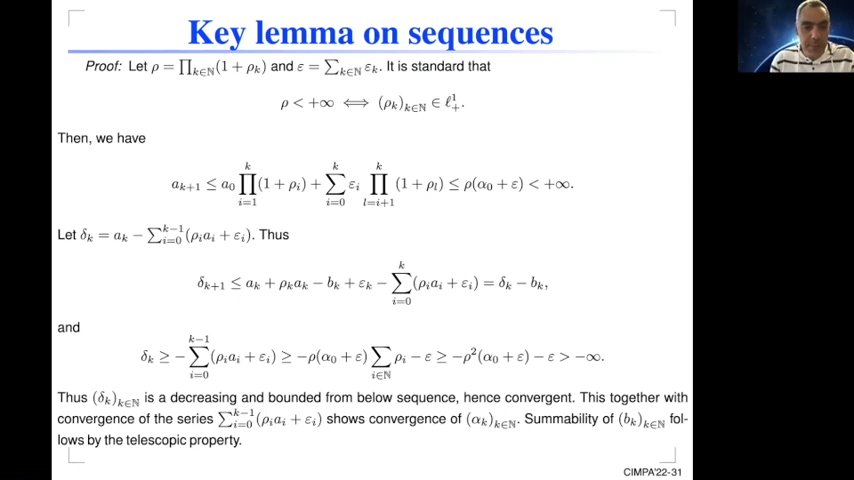 Key lemma on sequences
Proof: Let ρ = ∏_{k∈ℕ}(1 + ρ_k) and ε = ∑_{k∈ℕ} ε_k. It is standard that
ρ < +∞ ⟺ (ρ_k)_{k∈ℕ} ∈ ℓ^1_+.
Then, we have
a_{k+1} ≤ a_0 ∏_{i=1}^{k}(1 + ρ_i) + ∑_{i=0}^{k} ε_i ∏_{l=i+1}^{k}(1 + ρ_l) ≤ ρ(α_0 + ε) < +∞.
Let δ_k = a_k − ∑_{i=0}^{k−1}(ρ_i a_i + ε_i). Thus
δ_{k+1} ≤ a_k + ρ_k a_k − b_k + ε_k − ∑_{i=0}^{k}(ρ_i a_i + ε_i) = δ_k − b_k,
and
δ_k ≥ − ∑_{i=0}^{k−1}(ρ_i a_i + ε_i) ≥ −ρ(α_0 + ε) ∑_{i∈ℕ} ρ_i − ε ≥ −ρ^2(α_0 + ε) − ε > −∞.
Thus (δ_k)_{k∈ℕ} is a decreasing and bounded from below sequence, hence convergent. This together with
convergence of the series ∑_{i=0}^{k−1}(ρ_i a_i + ε_i) shows convergence of (α_k)_{k∈ℕ}. Summability of (b_k)_{k∈ℕ} fol-
lows by the telescopic property.
CIMPA'22-31